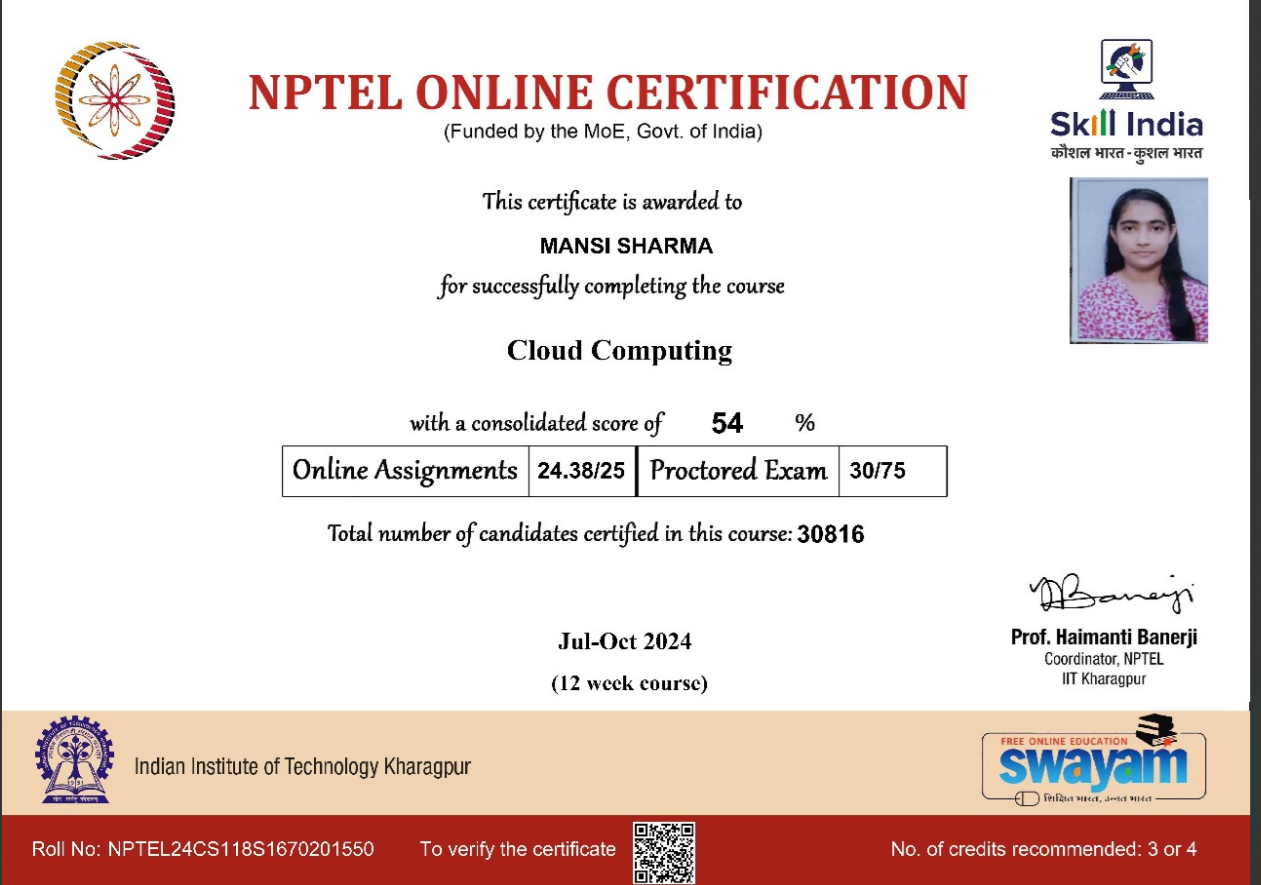 NPTEL ONLINE CERTIFICATION
(Funded by the MoE, Govt. of India)
Skill India
कौशल भारत - कुशल भारत
This certificate is awarded to
MANSI SHARMA
for successfully completing the course
Cloud Computing
with a consolidated score of 54 %
Online Assignments 24.38/25 Proctored Exam 30/75
Total number of candidates certified in this course: 30816
Banerji
Prof. Haimanti Banerji
Coordinator, NPTEL
IIT Kharagpur
Jul-Oct 2024
(12 week course)
Indian Institute of Technology Kharagpur
1951
FREE ONLINE EDUCATION
swayam
शिक्षित भारत, उन्नत भारत
Roll No: NPTEL24CS118S1670201550 To verify the certificate No. of credits recommended: 3 or 4